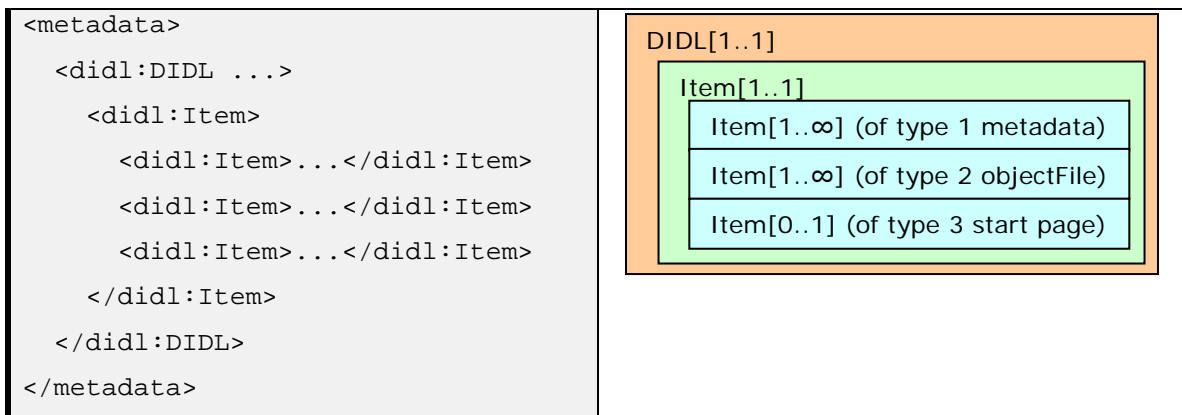 <metadata>
  <didl:DIDL ...>
    <didl:Item>
      <didl:Item>...</didl:Item>
      <didl:Item>...</didl:Item>
      <didl:Item>...</didl:Item>
    </didl:Item>
  </didl:DIDL>
</metadata>
DIDL[1..1]
Item[1..1]
Item[1..∞] (of type 1 metadata)
Item[1..∞] (of type 2 objectFile)
Item[0..1] (of type 3 start page)